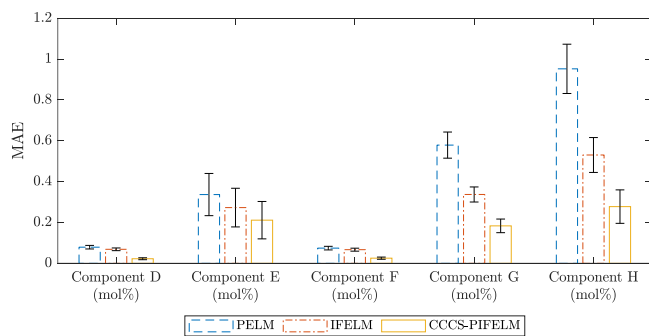 1.2
1
0.8
0.6
0.4
0.2
0
MAE
Component D Component E Component F Component G Component H
(mol%) (mol%) (mol%) (mol%) (mol%)
PELM IFELM CCCS-PIFELM